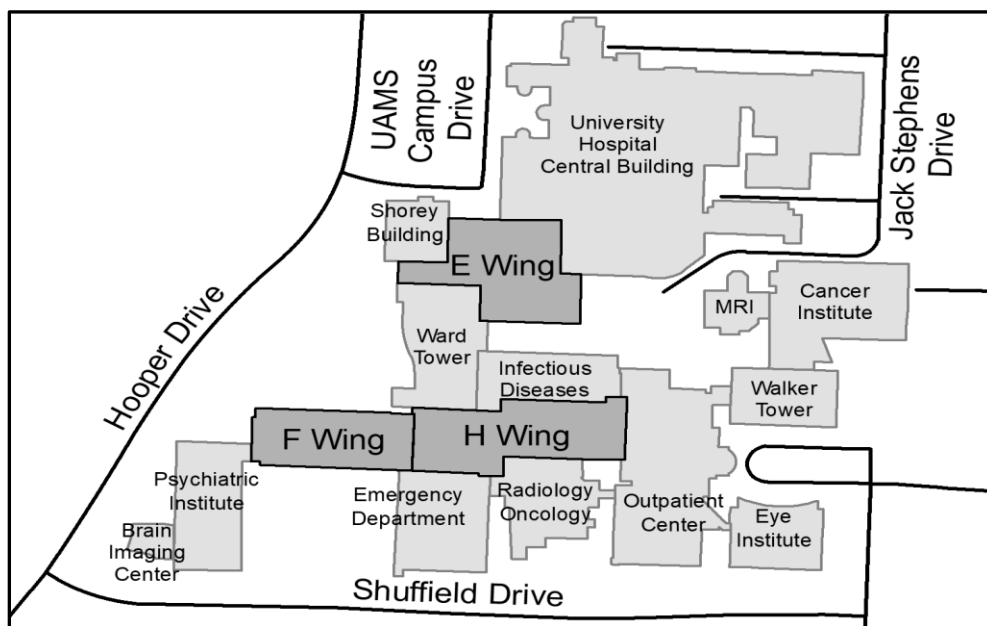 UAMS
Campus
Drive
University
Hospital
Central Building
Jack Stephens
Drive
Shorey
Building
E Wing
Hooper Drive
MRI
Cancer
Institute
Ward
Tower
Infectious
Diseases
Walker
Tower
F Wing
H Wing
Psychiatric
Institute
Emergency
Department
Radiology
Oncology
Outpatient
Center
Eye
Institute
Brain
Imaging
Center
Shuffield Drive